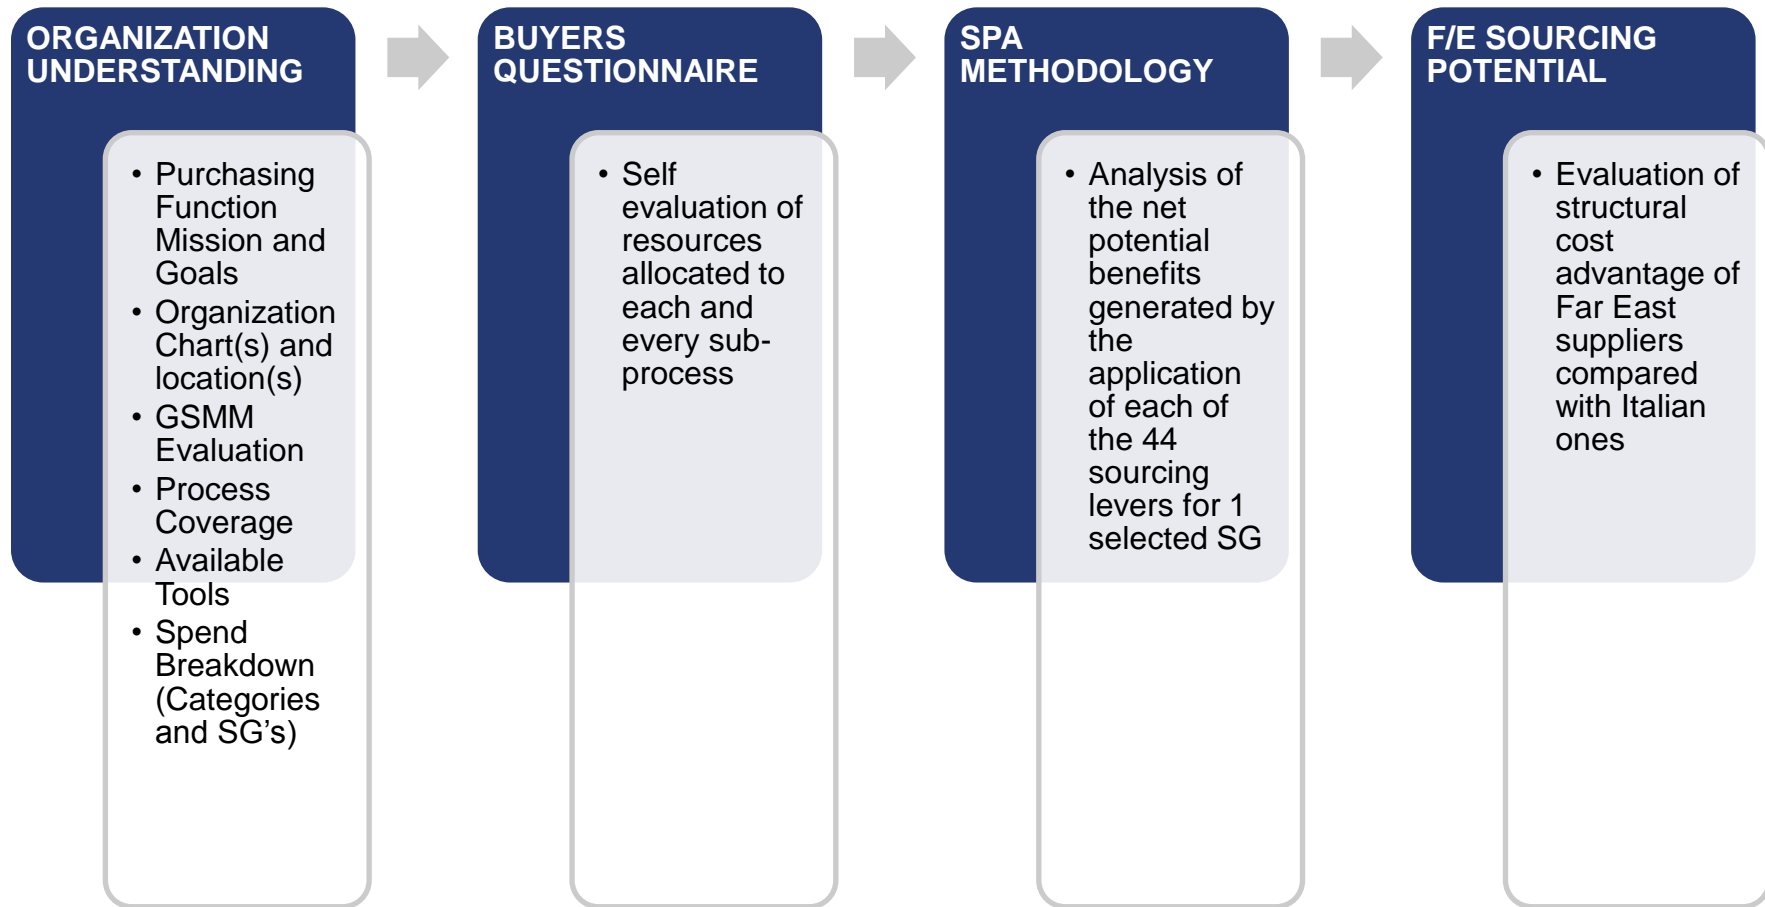 ORGANIZATION
UNDERSTANDING
• Purchasing
Function
Mission and
Goals
• Organization
Chart(s) and
location(s)
• GSMM
Evaluation
• Process
Coverage
• Available
Tools
• Spend
Breakdown
(Categories
and SG’s)
BUYERS
QUESTIONNAIRE
• Self
evaluation of
resources
allocated to
each and
every sub-
process
SPA
METHODOLOGY
• Analysis of
the net
potential
benefits
generated by
the
application
of each of
the 44
sourcing
levers for 1
selected SG
F/E SOURCING
POTENTIAL
• Evaluation of
structural
cost
advantage of
Far East
suppliers
compared
with Italian
ones